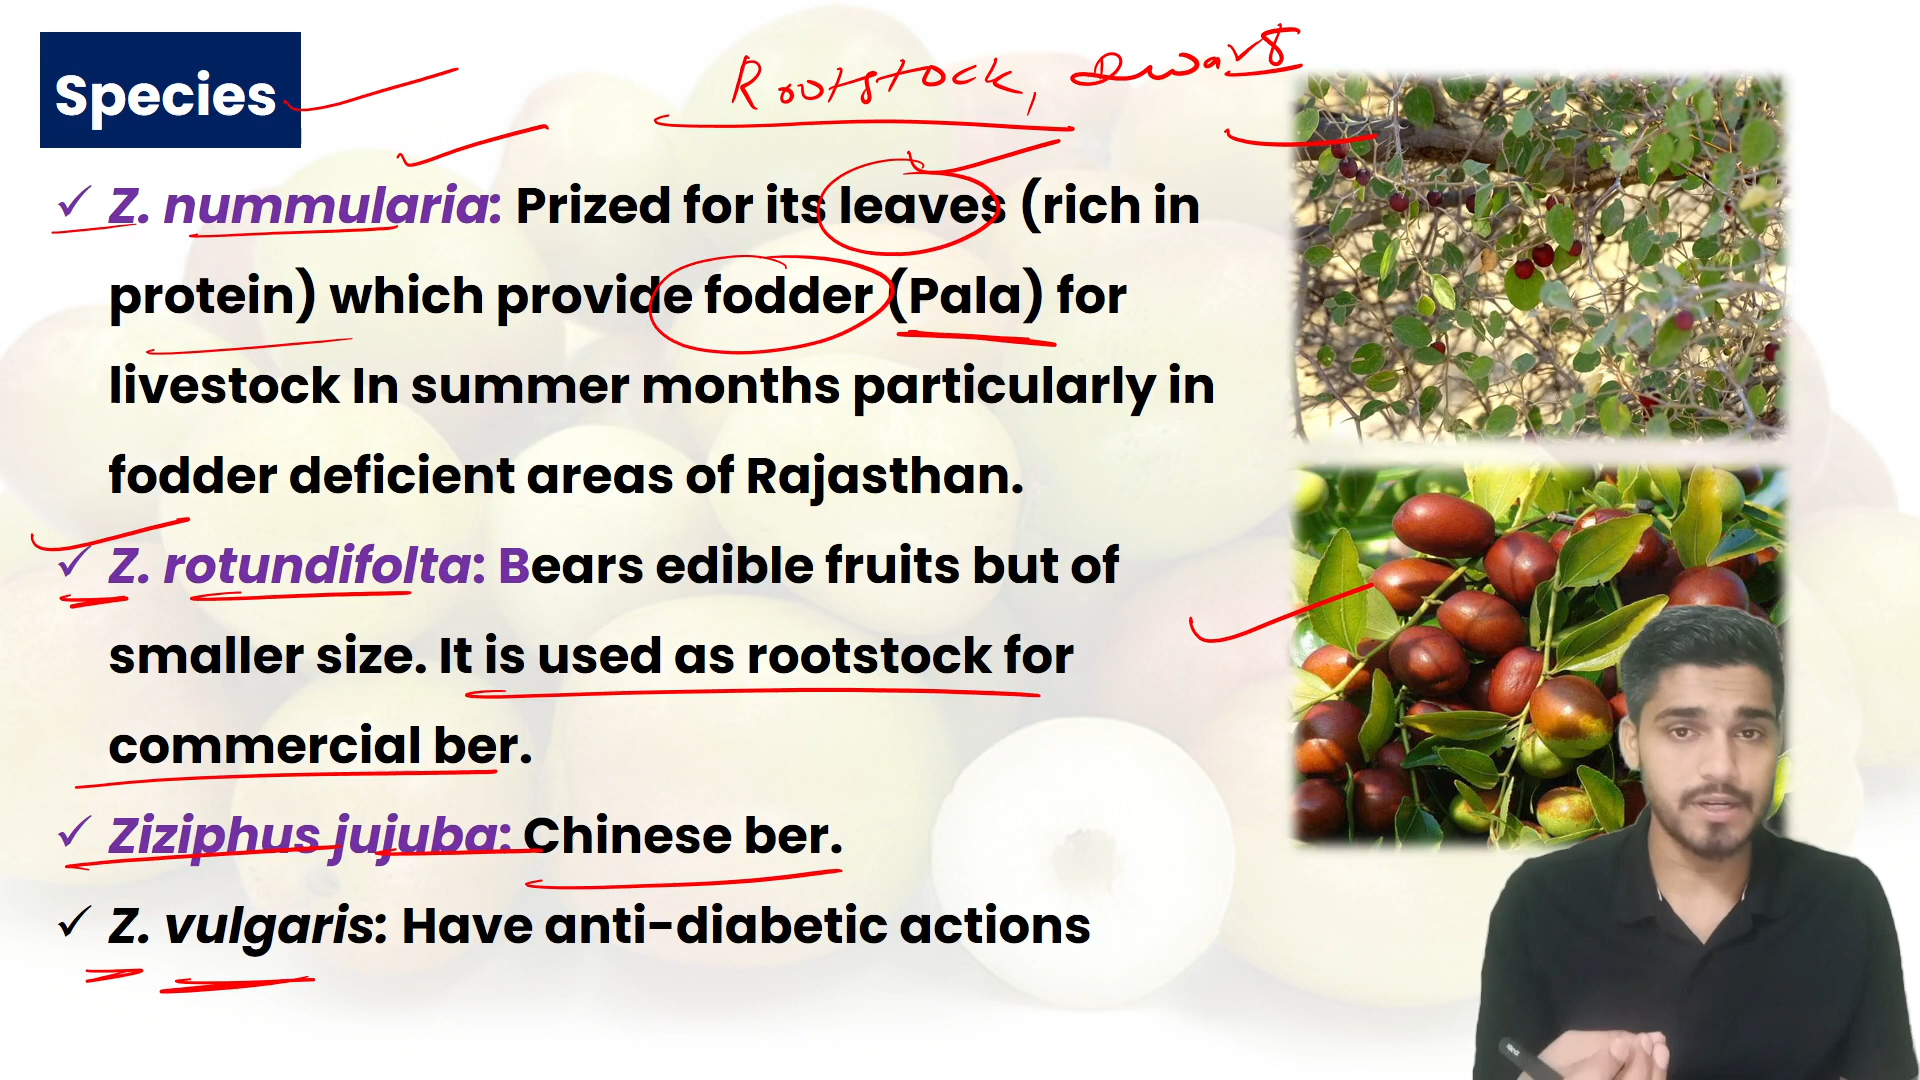 Rootstock, Dwarf
Species
✓ Z. nummularia: Prized for its leaves (rich in
protein) which provide fodder (Pala) for
livestock In summer months particularly in
fodder deficient areas of Rajasthan.
✓ Z. rotundifolta: Bears edible fruits but of
smaller size. It is used as rootstock for
commercial ber.
✓ Ziziphus jujuba: Chinese ber.
✓ Z. vulgaris: Have anti-diabetic actions